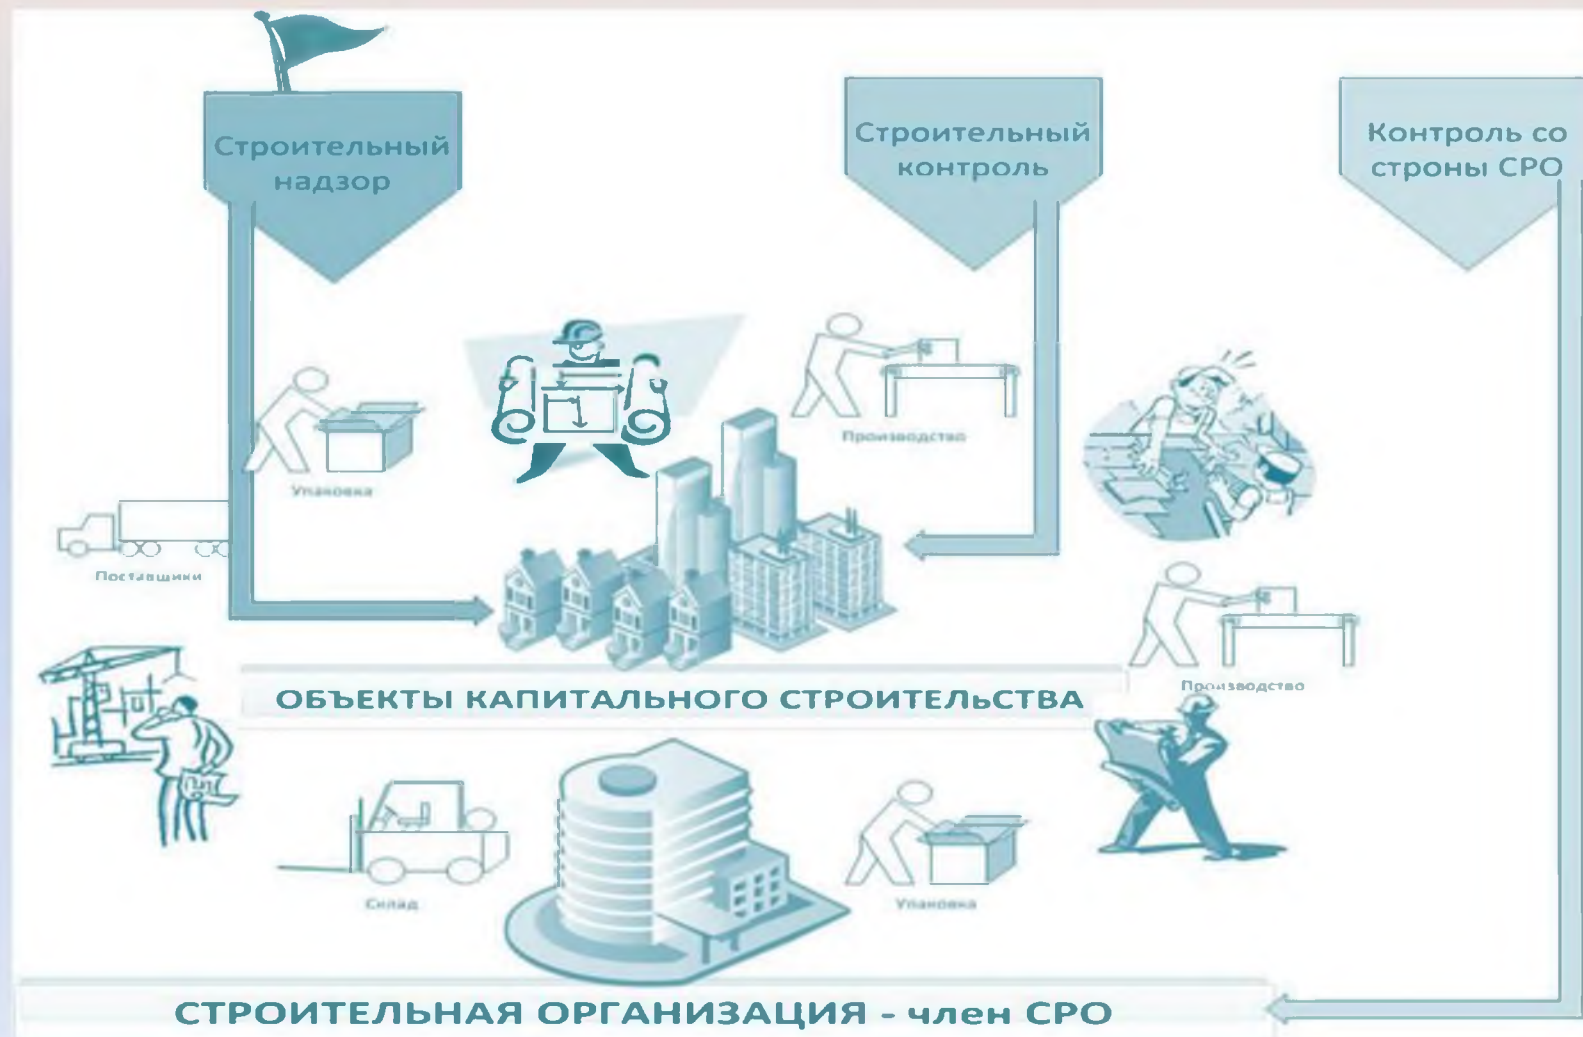 Строительный
надзор
Строительный
контроль
Контроль со
строны СРО
Производство
Упаковка
Поставщики
Производство
ОБЪЕКТЫ КАПИТАЛЬНОГО СТРОИТЕЛЬСТВА
Склад
Упаковка
СТРОИТЕЛЬНАЯ ОРГАНИЗАЦИЯ - член СРО